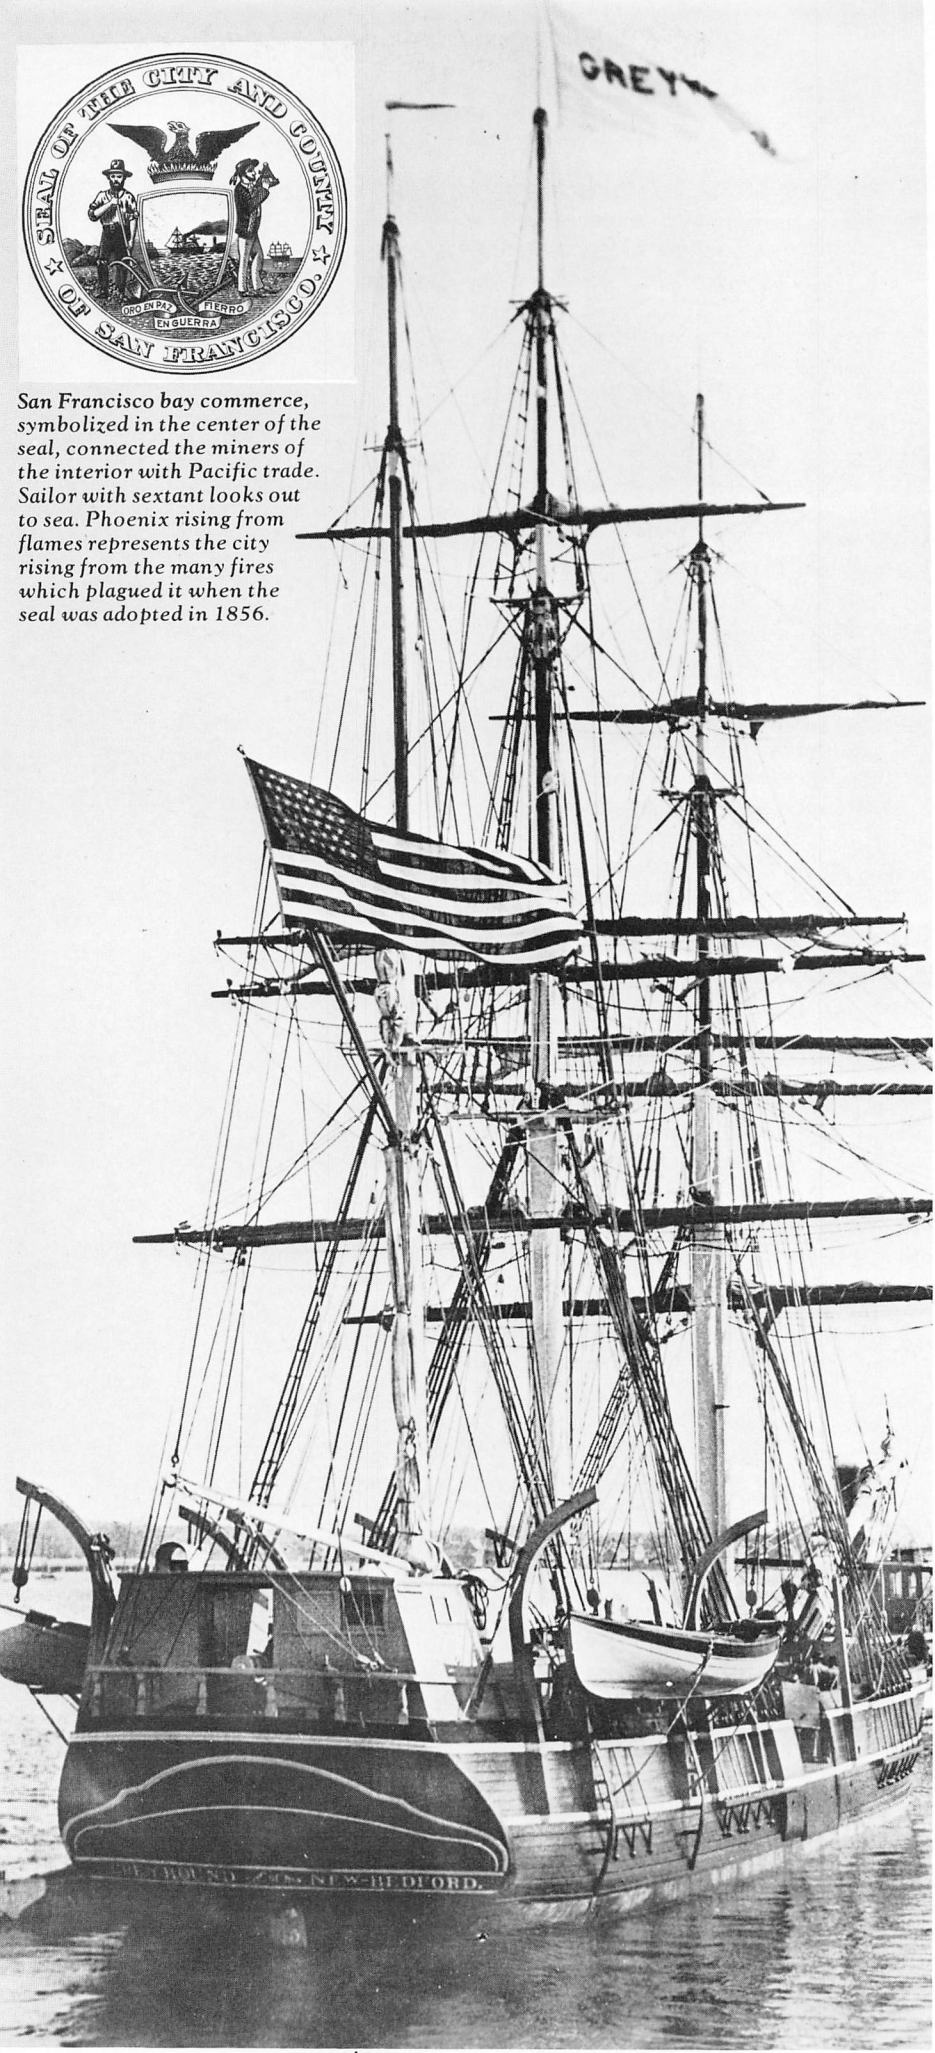 SEAL OF THE CITY AND COUNTY
OF SAN FRANCISCO.
ORO EN PAZ
FIERRO
EN GUERRA
San Francisco bay commerce,
symbolized in the center of the
seal, connected the miners of
the interior with Pacific trade.
Sailor with sextant looks out
to sea. Phoenix rising from
flames represents the city
rising from the many fires
which plagued it when the
seal was adopted in 1856.
GREY
GREYHOUND NEW-BEDFORD.